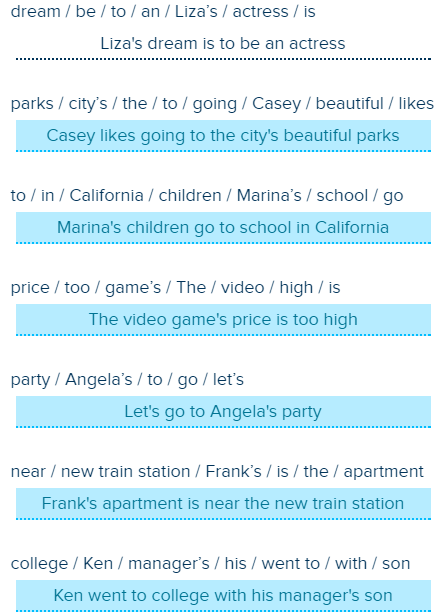 dream / be / to / an / Liza’s / actress / is
Liza's dream is to be an actress
parks / city’s / the / to / going / Casey / beautiful / likes
Casey likes going to the city's beautiful parks
to / in / California / children / Marina’s / school / go
Marina's children go to school in California
price / too / game’s / The / video / high / is
The video game's price is too high
party / Angela’s / to / go / let’s
Let's go to Angela's party
near / new train station / Frank’s / is / the / apartment
Frank's apartment is near the new train station
college / Ken / manager’s / his / went to / with / son
Ken went to college with his manager's son